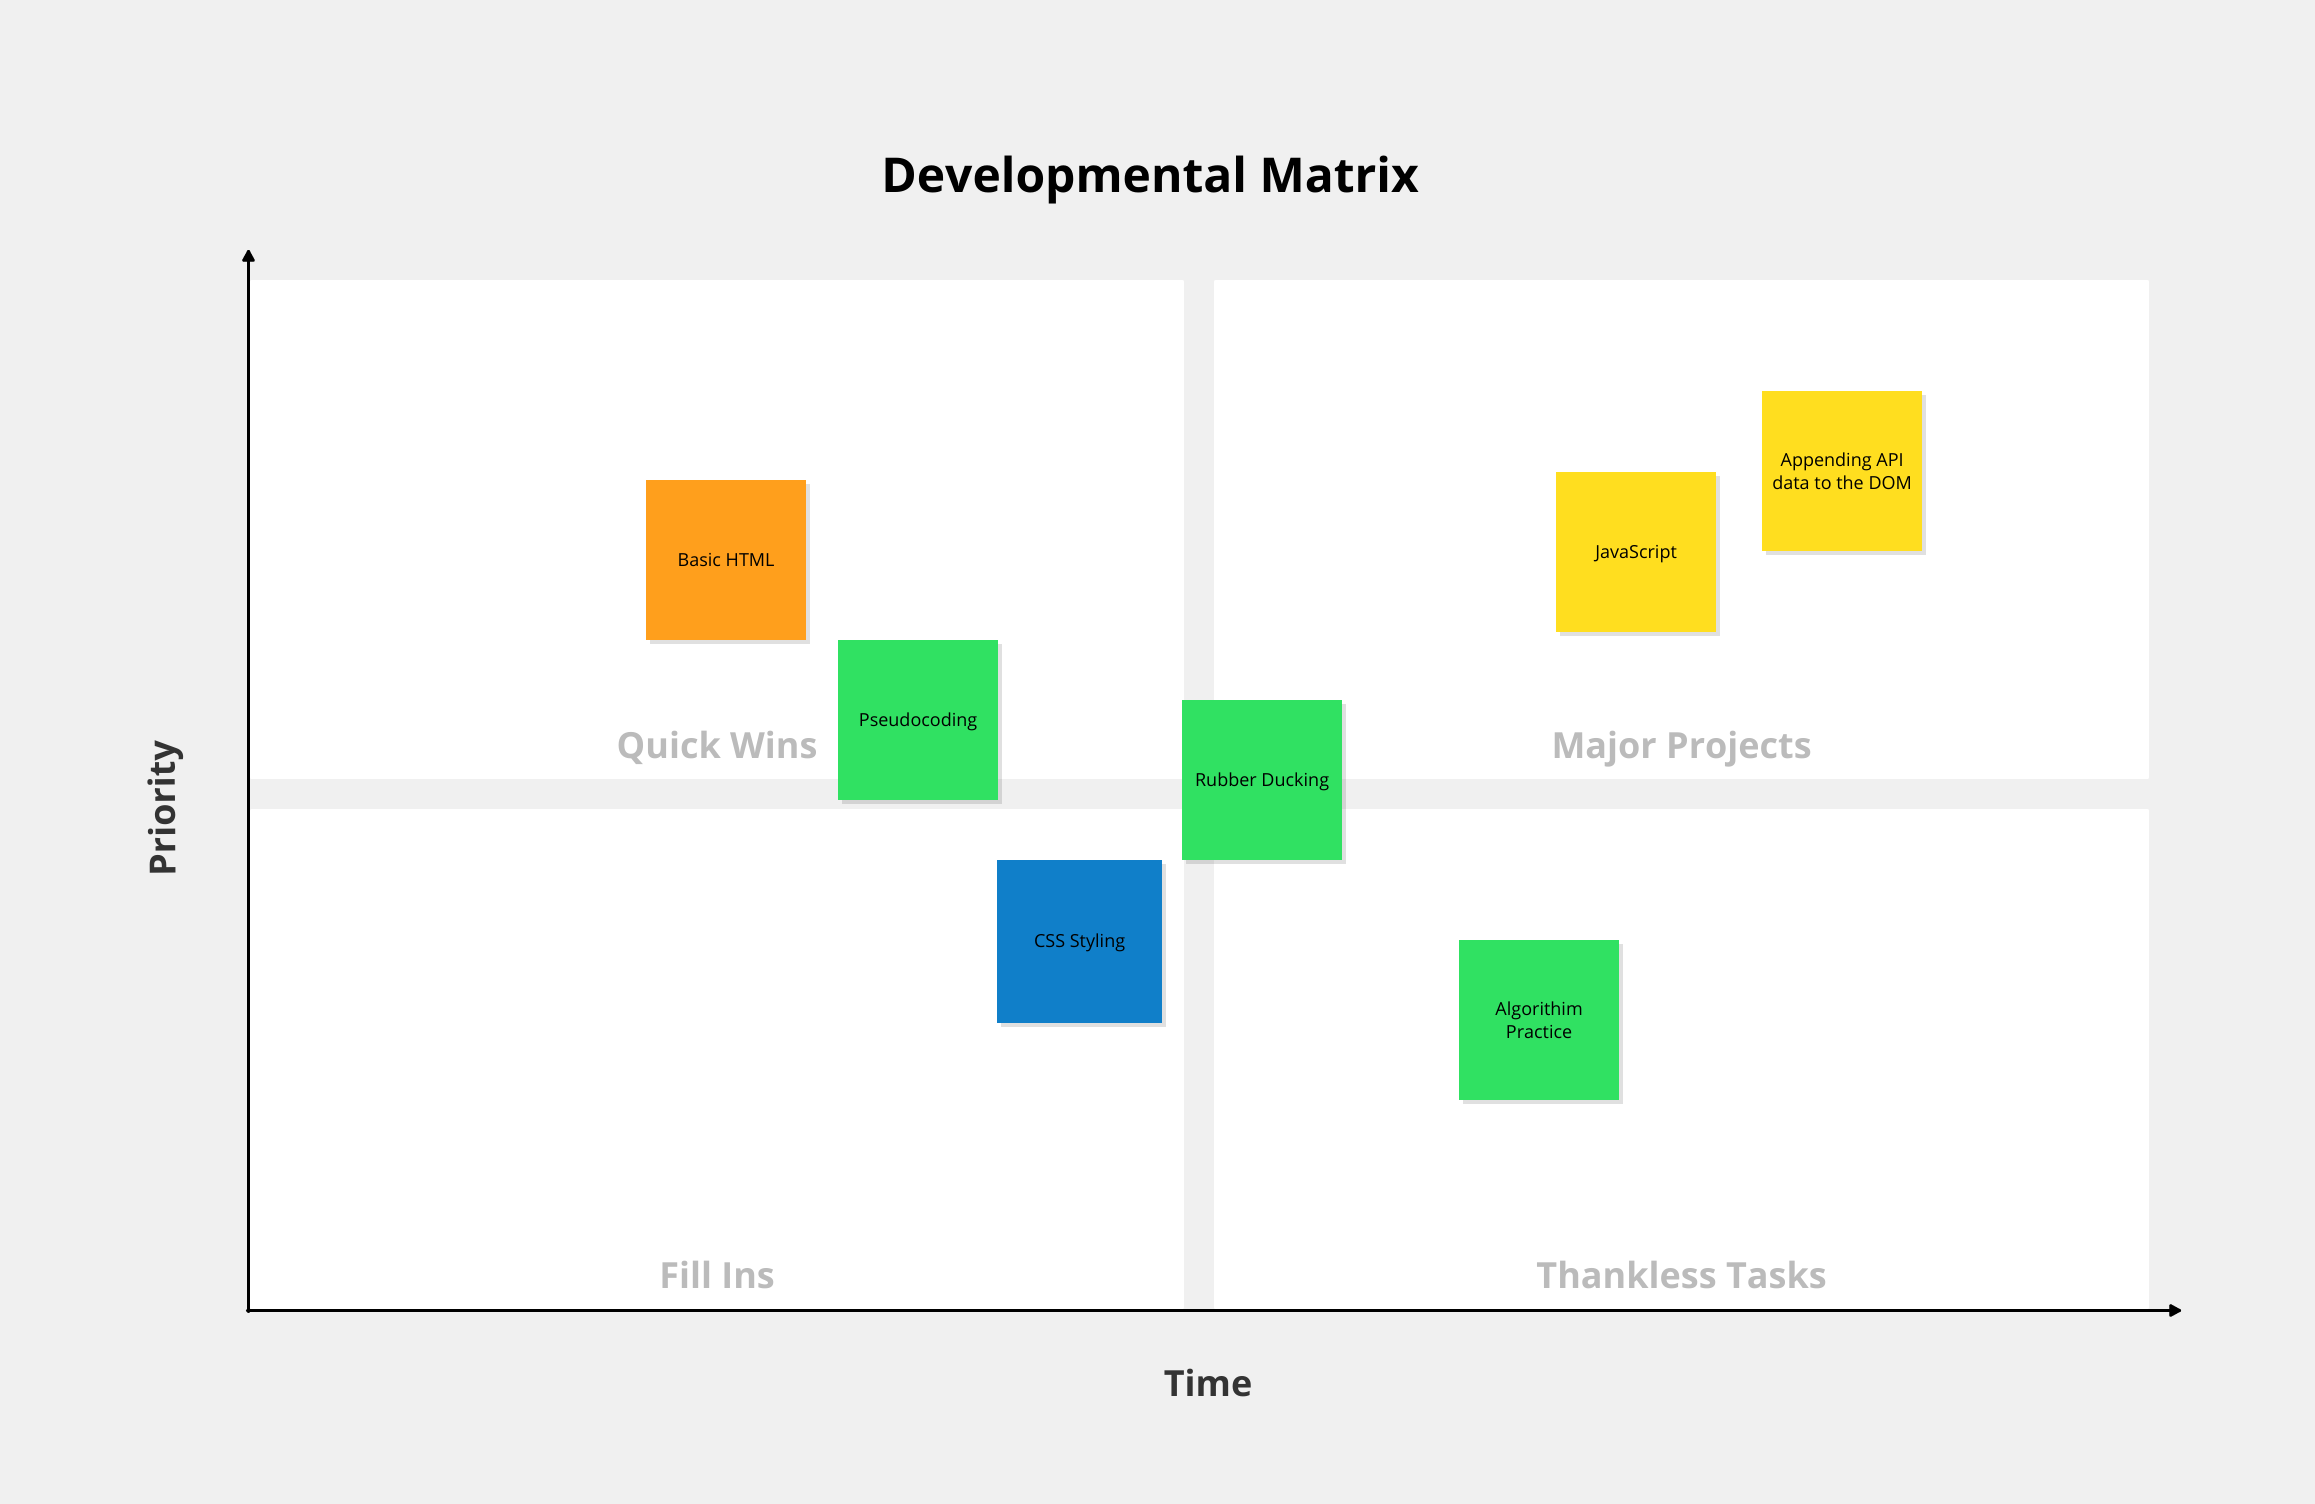 Developmental Matrix
Priority
Basic HTML
Pseudocoding
Quick Wins
JavaScript
Appending API
data to the DOM
Rubber Ducking
Major Projects
CSS Styling
Fill Ins
Algorithim
Practice
Thankless Tasks
Time